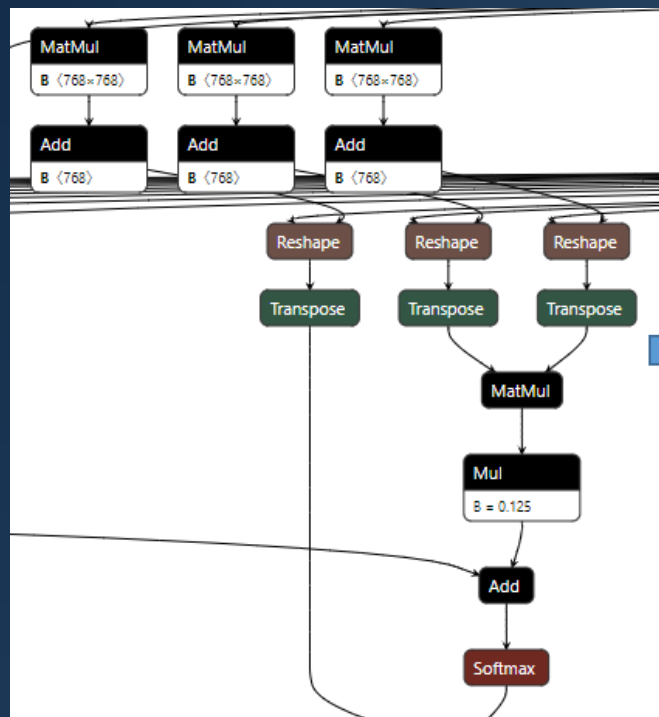 MatMul MatMul MatMul
B ⟨768×768⟩ B ⟨768×768⟩ B ⟨768×768⟩
Add Add Add
B ⟨768⟩ B ⟨768⟩ B ⟨768⟩
Reshape Reshape Reshape
Transpose Transpose Transpose
MatMul
Mul
B = 0.125
Add
Softmax